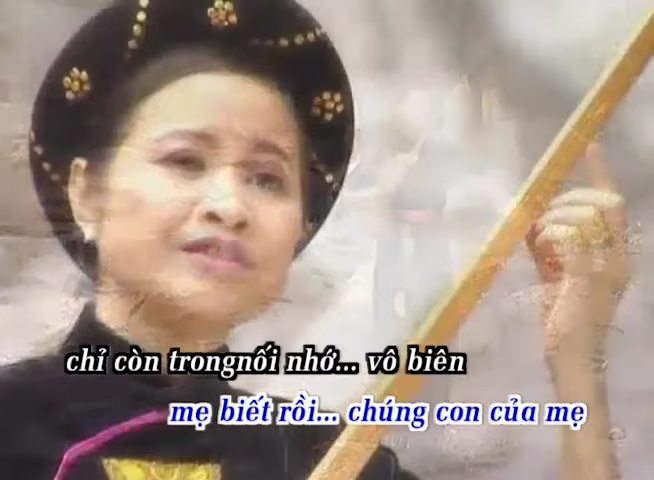 chỉ còn trongnối nhớ... vô biên
mẹ biết rồi... chúng con của mẹ